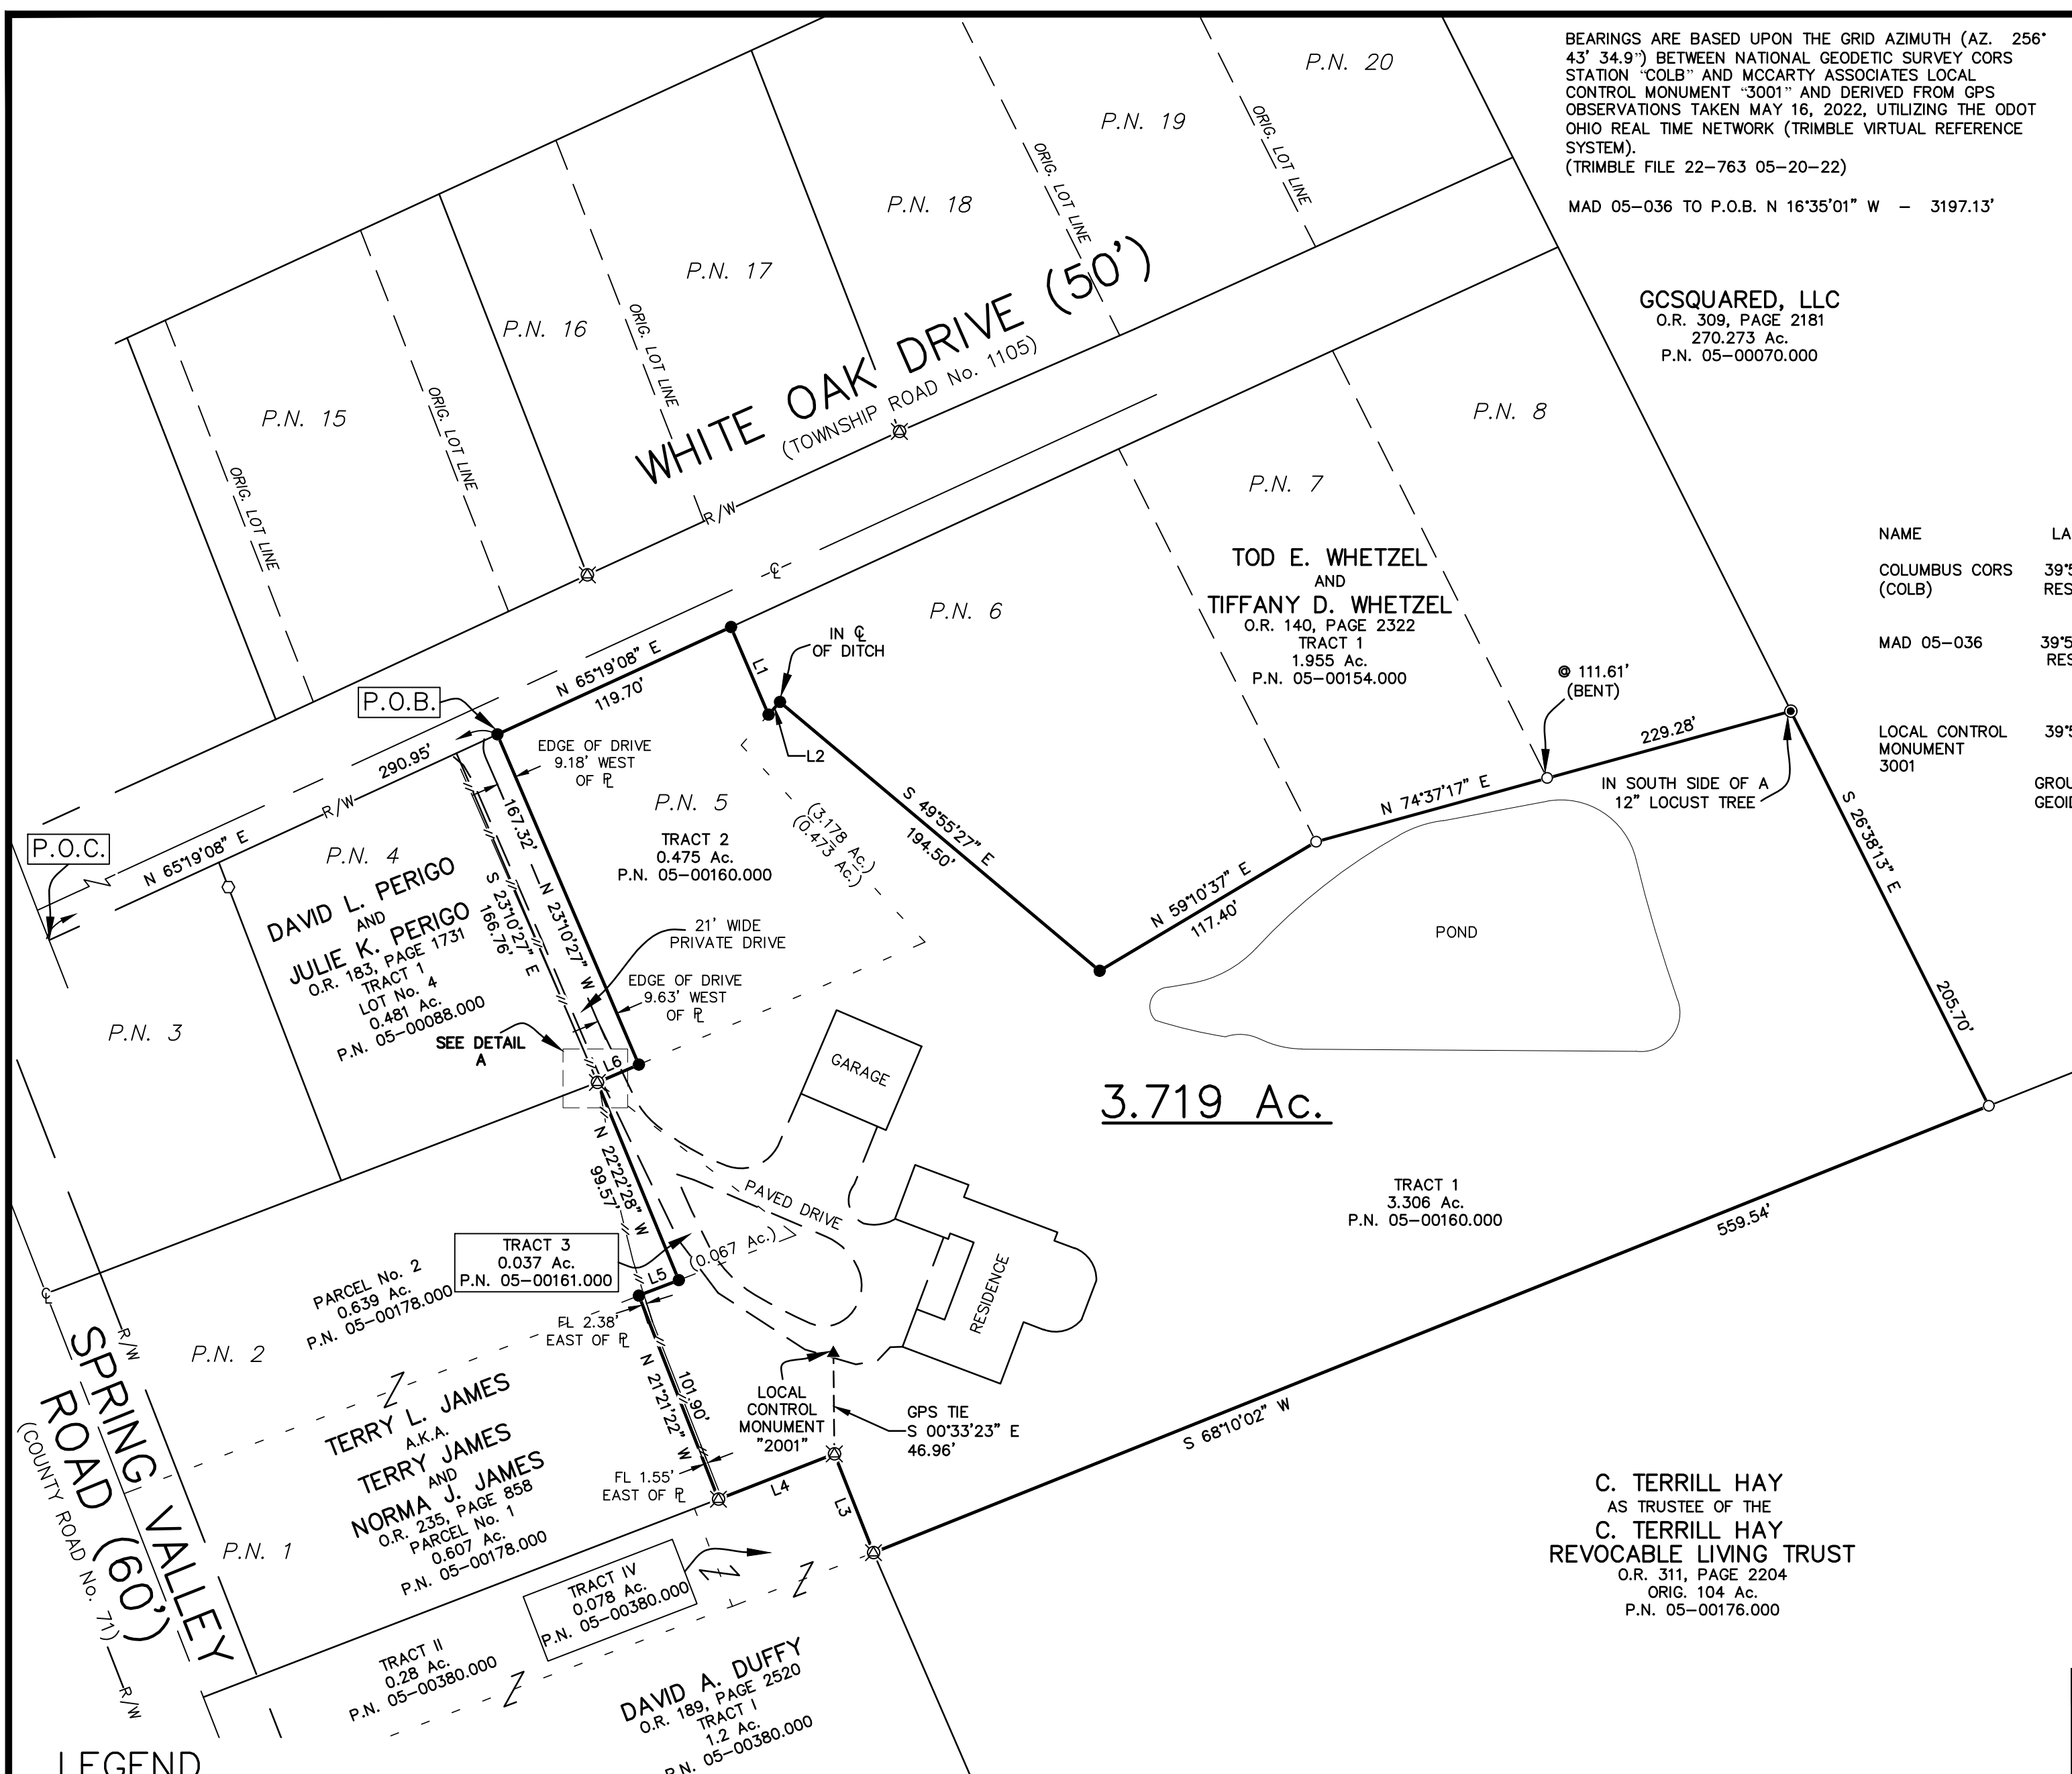 BEARINGS ARE BASED UPON THE GRID AZIMUTH (AZ. 256°
43' 34.9") BETWEEN NATIONAL GEODETIC SURVEY CORS
STATION "COLB" AND MCCARTY ASSOCIATES LOCAL
CONTROL MONUMENT "3001" AND DERIVED FROM GPS
OBSERVATIONS TAKEN MAY 16, 2022, UTILIZING THE ODOT
OHIO REAL TIME NETWORK (TRIMBLE VIRTUAL REFERENCE
SYSTEM).
(TRIMBLE FILE 22-763 05-20-22)
MAD 05-036 TO P.O.B. N 16°35'01" W - 3197.13'
P.N. 20
P.N. 19
P.N. 18
P.N. 17
P.N. 16
P.N. 15
ORIG. LOT LINE
ORIG. LOT LINE
ORIG. LOT LINE
ORIG. LOT LINE
ORIG. LOT LINE
WHITE OAK DRIVE (50')
(TOWNSHIP ROAD No. 1105)
R/W
℄
GCSQUARED, LLC
O.R. 309, PAGE 2181
270.273 Ac.
P.N. 05-00070.000
P.N. 8
P.N. 7
TOD E. WHETZEL
AND
TIFFANY D. WHETZEL
O.R. 140, PAGE 2322
TRACT 1
1.955 Ac.
P.N. 05-00154.000
P.N. 6
NAME LA
COLUMBUS CORS 39°5
(COLB) RES
MAD 05-036 39°5
RES
LOCAL CONTROL 39°5
MONUMENT
3001
GROU
GEOID
IN ℄
OF DITCH
L1
L2
N 65°19'08" E
119.70'
P.O.B.
290.95'
R/W
N 65°19'08" E
P.O.C.
EDGE OF DRIVE
9.18' WEST
OF ℞
P.N. 5
TRACT 2
0.475 Ac.
P.N. 05-00160.000
(3.178 Ac.)
(0.473 Ac.)
S 49°55'27" E
194.50'
N 59°10'37" E
117.40'
N 74°37'17" E
229.28'
@ 111.61'
(BENT)
IN SOUTH SIDE OF A
12" LOCUST TREE
S 26°38'13" E
205.70'
POND
P.N. 4
DAVID L. PERIGO
AND
JULIE K. PERIGO
O.R. 183, PAGE 1731
TRACT 1
LOT No. 4
0.481 Ac.
P.N. 05-00088.000
167.32'
N 23°10'27" W
S 23°10'27" E
166.76'
21' WIDE
PRIVATE DRIVE
EDGE OF DRIVE
9.63' WEST
OF ℞
P.N. 3
SEE DETAIL
A
L6
GARAGE
3.719 Ac.
TRACT 1
3.306 Ac.
P.N. 05-00160.000
559.54'
S 68°10'02" W
N 22°22'28" W
99.57'
PAVED DRIVE
RESIDENCE
TRACT 3
0.037 Ac.
P.N. 05-00161.000
(0.067 Ac.)
L5
PARCEL No. 2
0.639 Ac.
P.N. 05-00178.000
P.N. 2
FL 2.38'
EAST OF ℞
℄
R/W
SPRING VALLEY
ROAD (60')
(COUNTY ROAD No. 71)
R/W
TERRY L. JAMES
A.K.A.
TERRY JAMES
AND
NORMA J. JAMES
O.R. 235, PAGE 858
PARCEL No. 1
0.607 Ac.
P.N. 05-00178.000
P.N. 1
101.90'
N 21°21'22" W
FL 1.55'
EAST OF ℞
LOCAL
CONTROL
MONUMENT
"2001"
GPS TIE
S 00°33'23" E
46.96'
L4
L3
C. TERRILL HAY
AS TRUSTEE OF THE
C. TERRILL HAY
REVOCABLE LIVING TRUST
O.R. 311, PAGE 2204
ORIG. 104 Ac.
P.N. 05-00176.000
TRACT IV
0.078 Ac.
P.N. 05-00380.000
TRACT II
0.28 Ac.
P.N. 05-00380.000
DAVID A. DUFFY
O.R. 189, PAGE 2520
TRACT I
1.2 Ac.
P.N. 05-00380.000
LEGEND